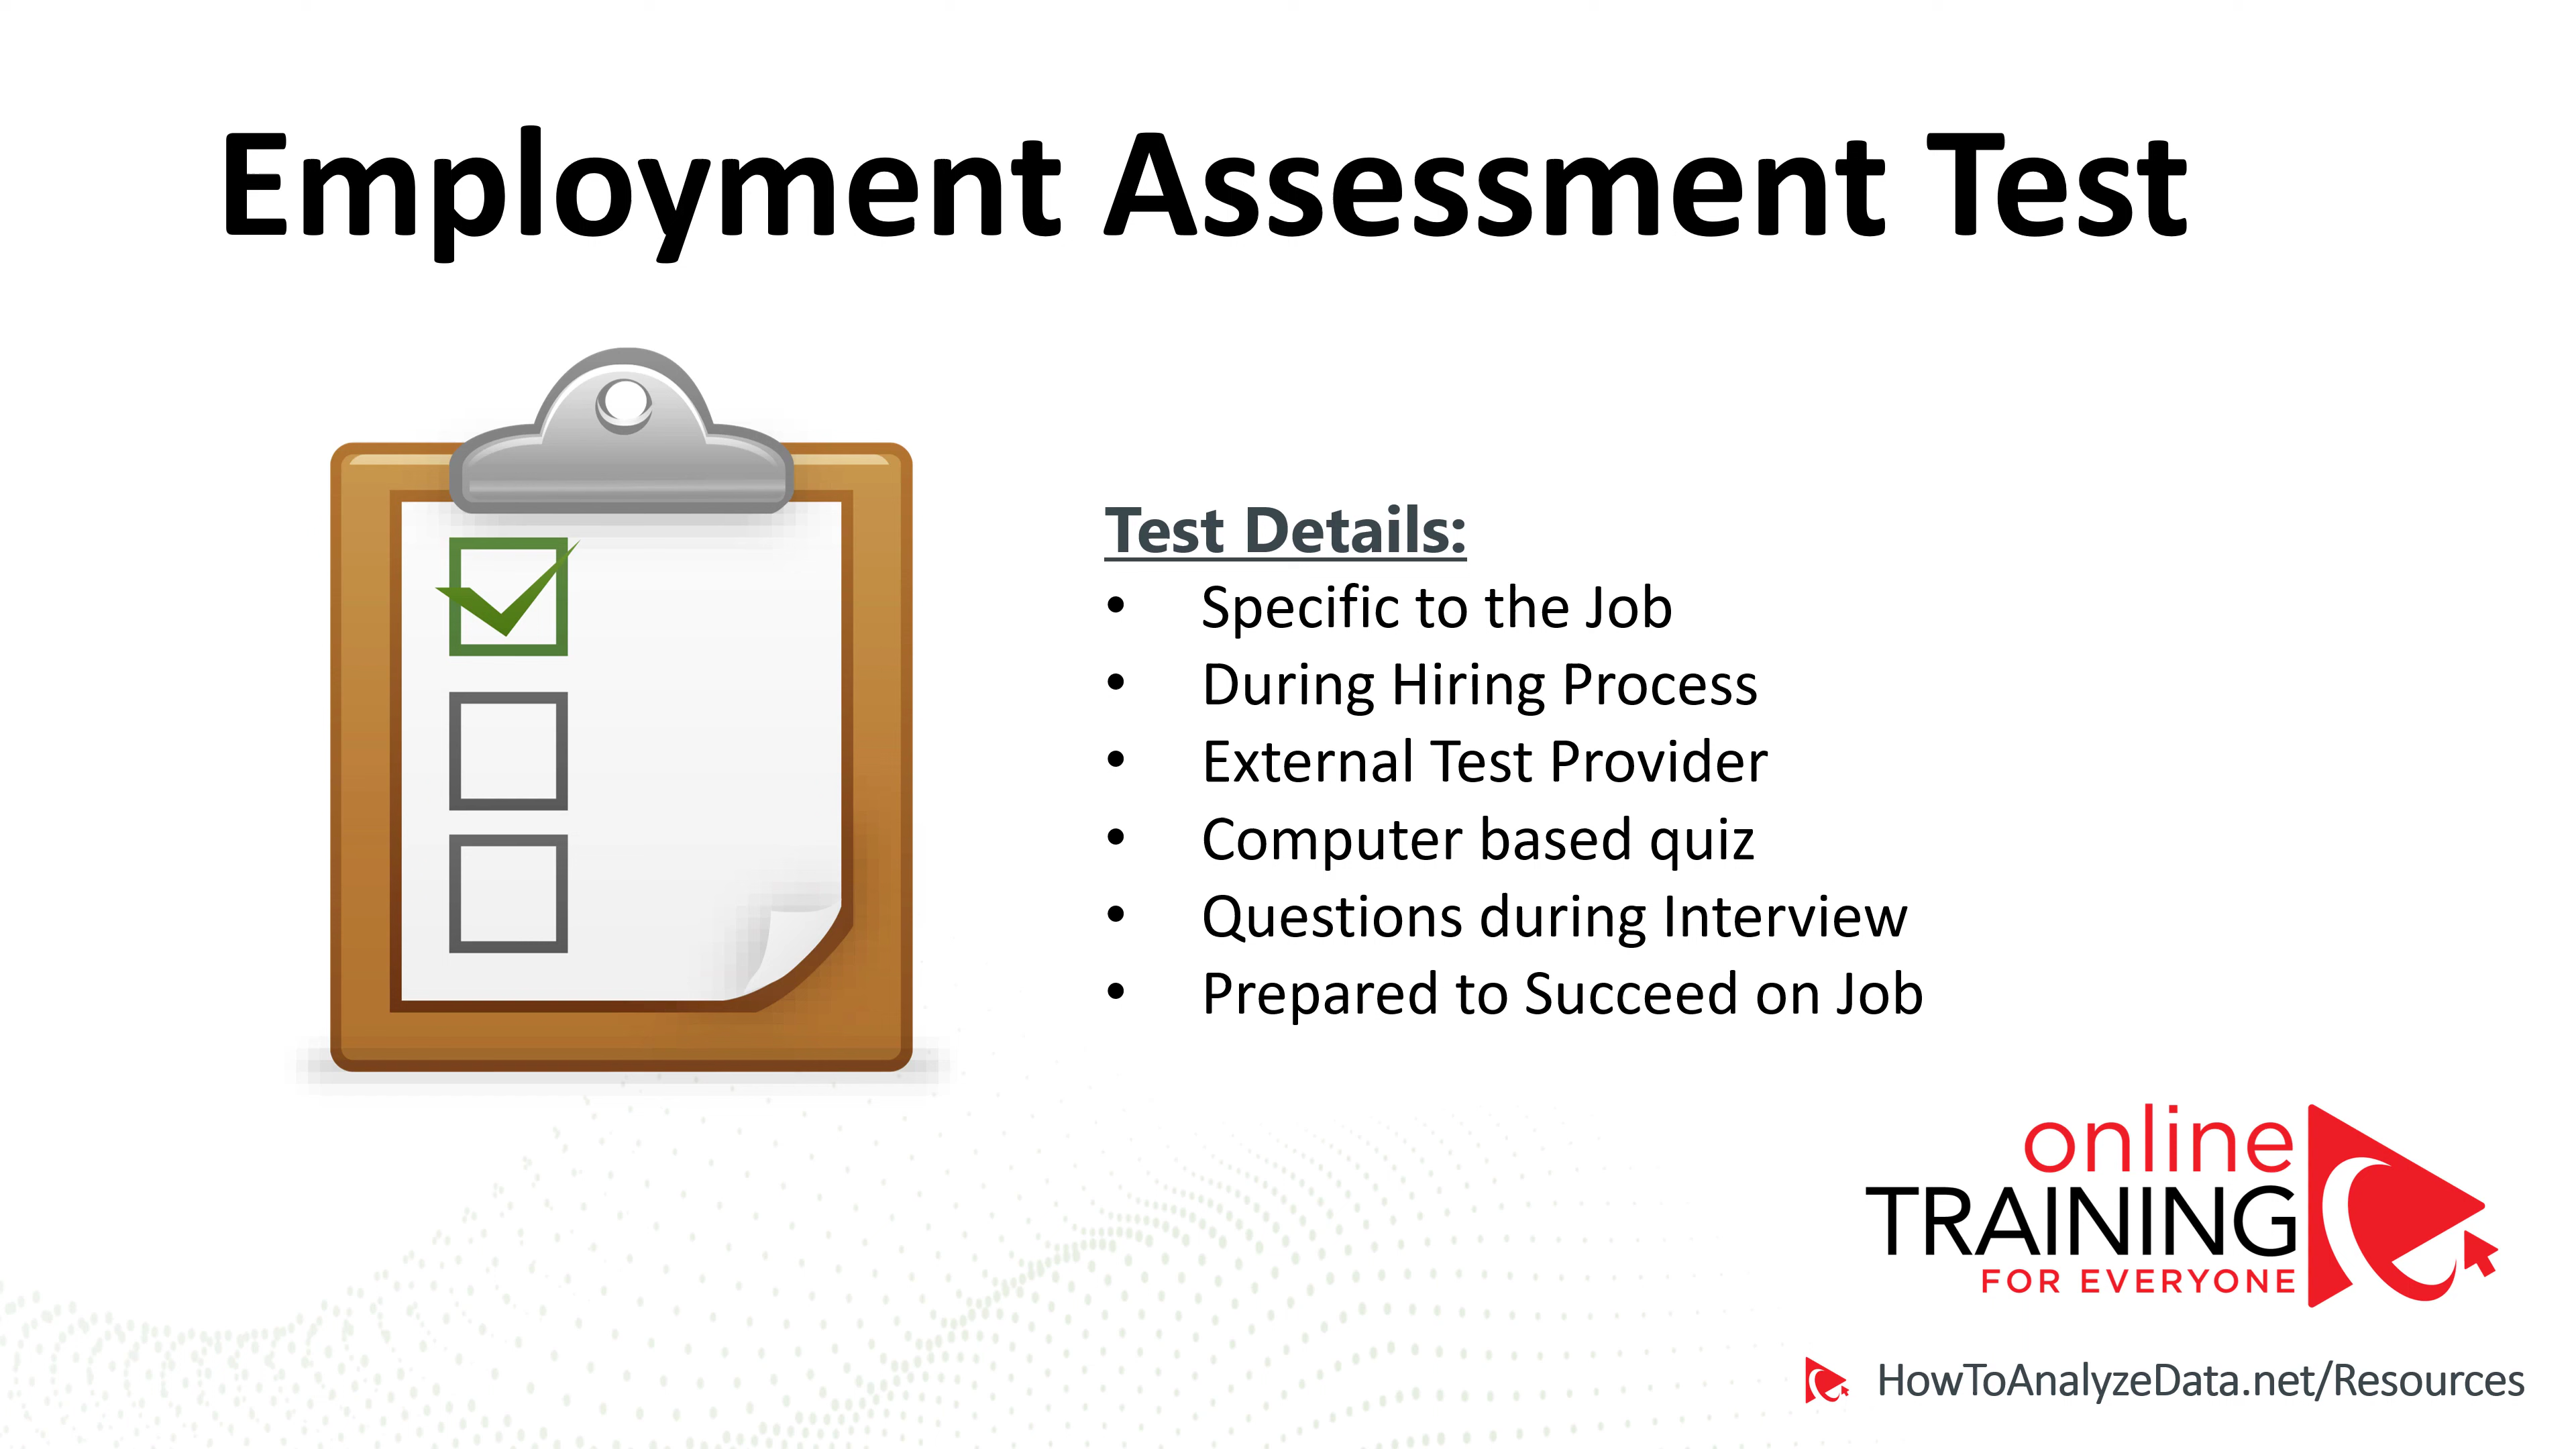 Employment Assessment Test
Test Details:
• Specific to the Job
• During Hiring Process
• External Test Provider
• Computer based quiz
• Questions during Interview
• Prepared to Succeed on Job
online
TRAINING
FOR EVERYONE
HowToAnalyzeData.net/Resources